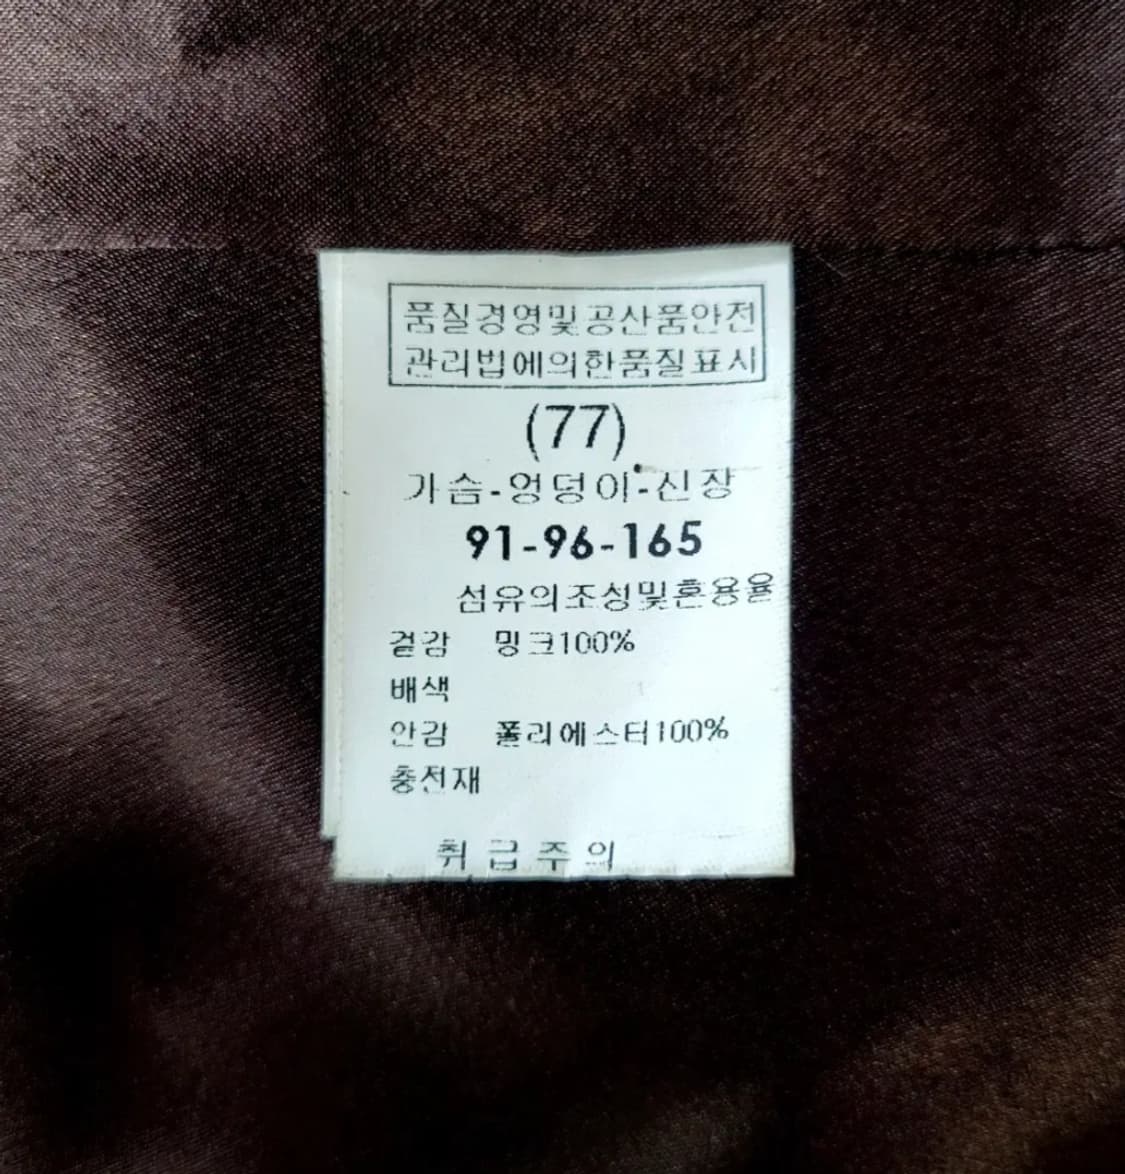 품질경영및공산품안전
관리법에의한품질표시
(77)
가슴-엉덩이-신장
91-96-165
섬유의조성및혼용율
겉감 밍크100%
배색
안감 폴리에스터100%
충전재
취급주의